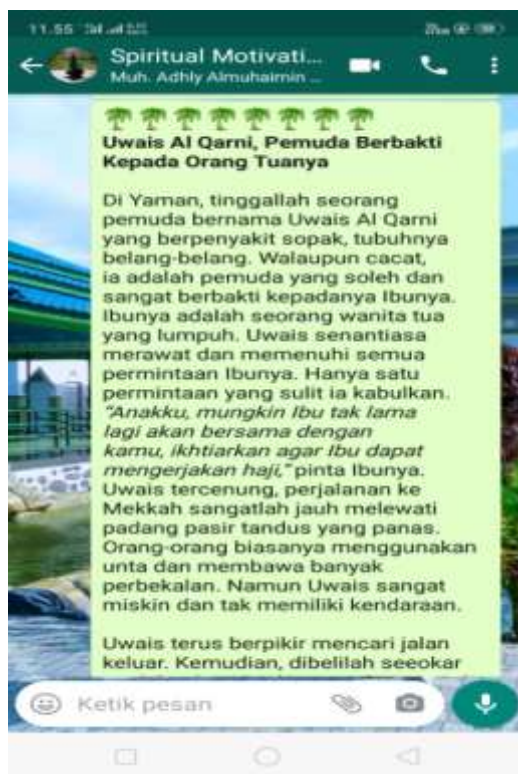 11.55
Spiritual Motivati...
Muh. Adhly Almuhaimin ...
Uwais Al Qarni, Pemuda Berbakti
Kepada Orang Tuanya
Di Yaman, tinggallah seorang
pemuda bernama Uwais Al Qarni
yang berpenyakit sopak, tubuhnya
belang-belang. Walaupun cacat,
ia adalah pemuda yang soleh dan
sangat berbakti kepadanya Ibunya.
Ibunya adalah seorang wanita tua
yang lumpuh. Uwais senantiasa
merawat dan memenuhi semua
permintaan Ibunya. Hanya satu
permintaan yang sulit ia kabulkan.
"Anakku, mungkin Ibu tak lama
lagi akan bersama dengan
kamu, ikhtiarkan agar Ibu dapat
mengerjakan haji," pinta Ibunya.
Uwais tercenung, perjalanan ke
Mekkah sangatlah jauh melewati
padang pasir tandus yang panas.
Orang-orang biasanya menggunakan
unta dan membawa banyak
perbekalan. Namun Uwais sangat
miskin dan tak memiliki kendaraan.
Uwais terus berpikir mencari jalan
keluar. Kemudian, dibelilah seeokar
Ketik pesan